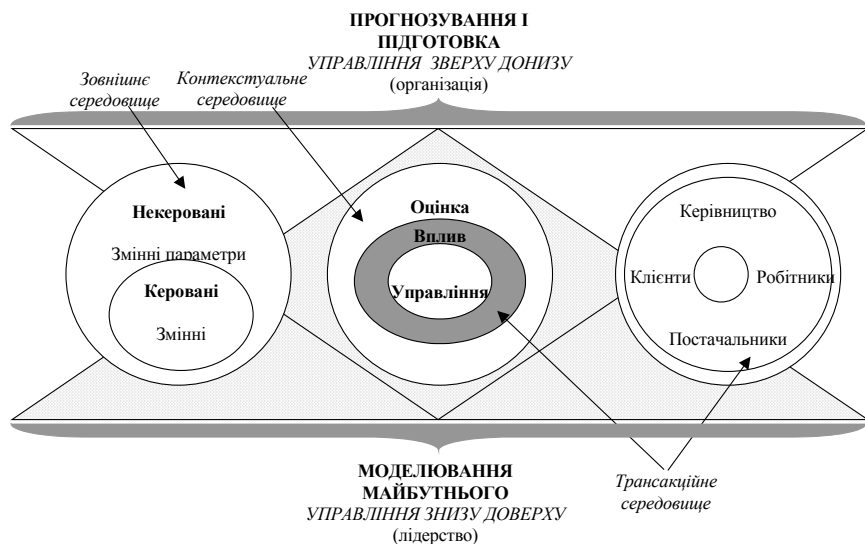 ПРОГНОЗУВАННЯ І
ПІДГОТОВКА
УПРАВЛІННЯ ЗВЕРХУ ДОНИЗУ
(організація)
Зовнішнє
середовище
Контекстуальне
середовище
Некеровані
Змінні параметри
Керовані
Змінні
Оцінка
Вплив
Управління
Керівництво
Клієнти
Робітники
Постачальники
МОДЕЛЮВАННЯ
МАЙБУТНЬОГО
УПРАВЛІННЯ ЗНИЗУ ДОВЕРХУ
(лідерство)
Трансакційне
середовище